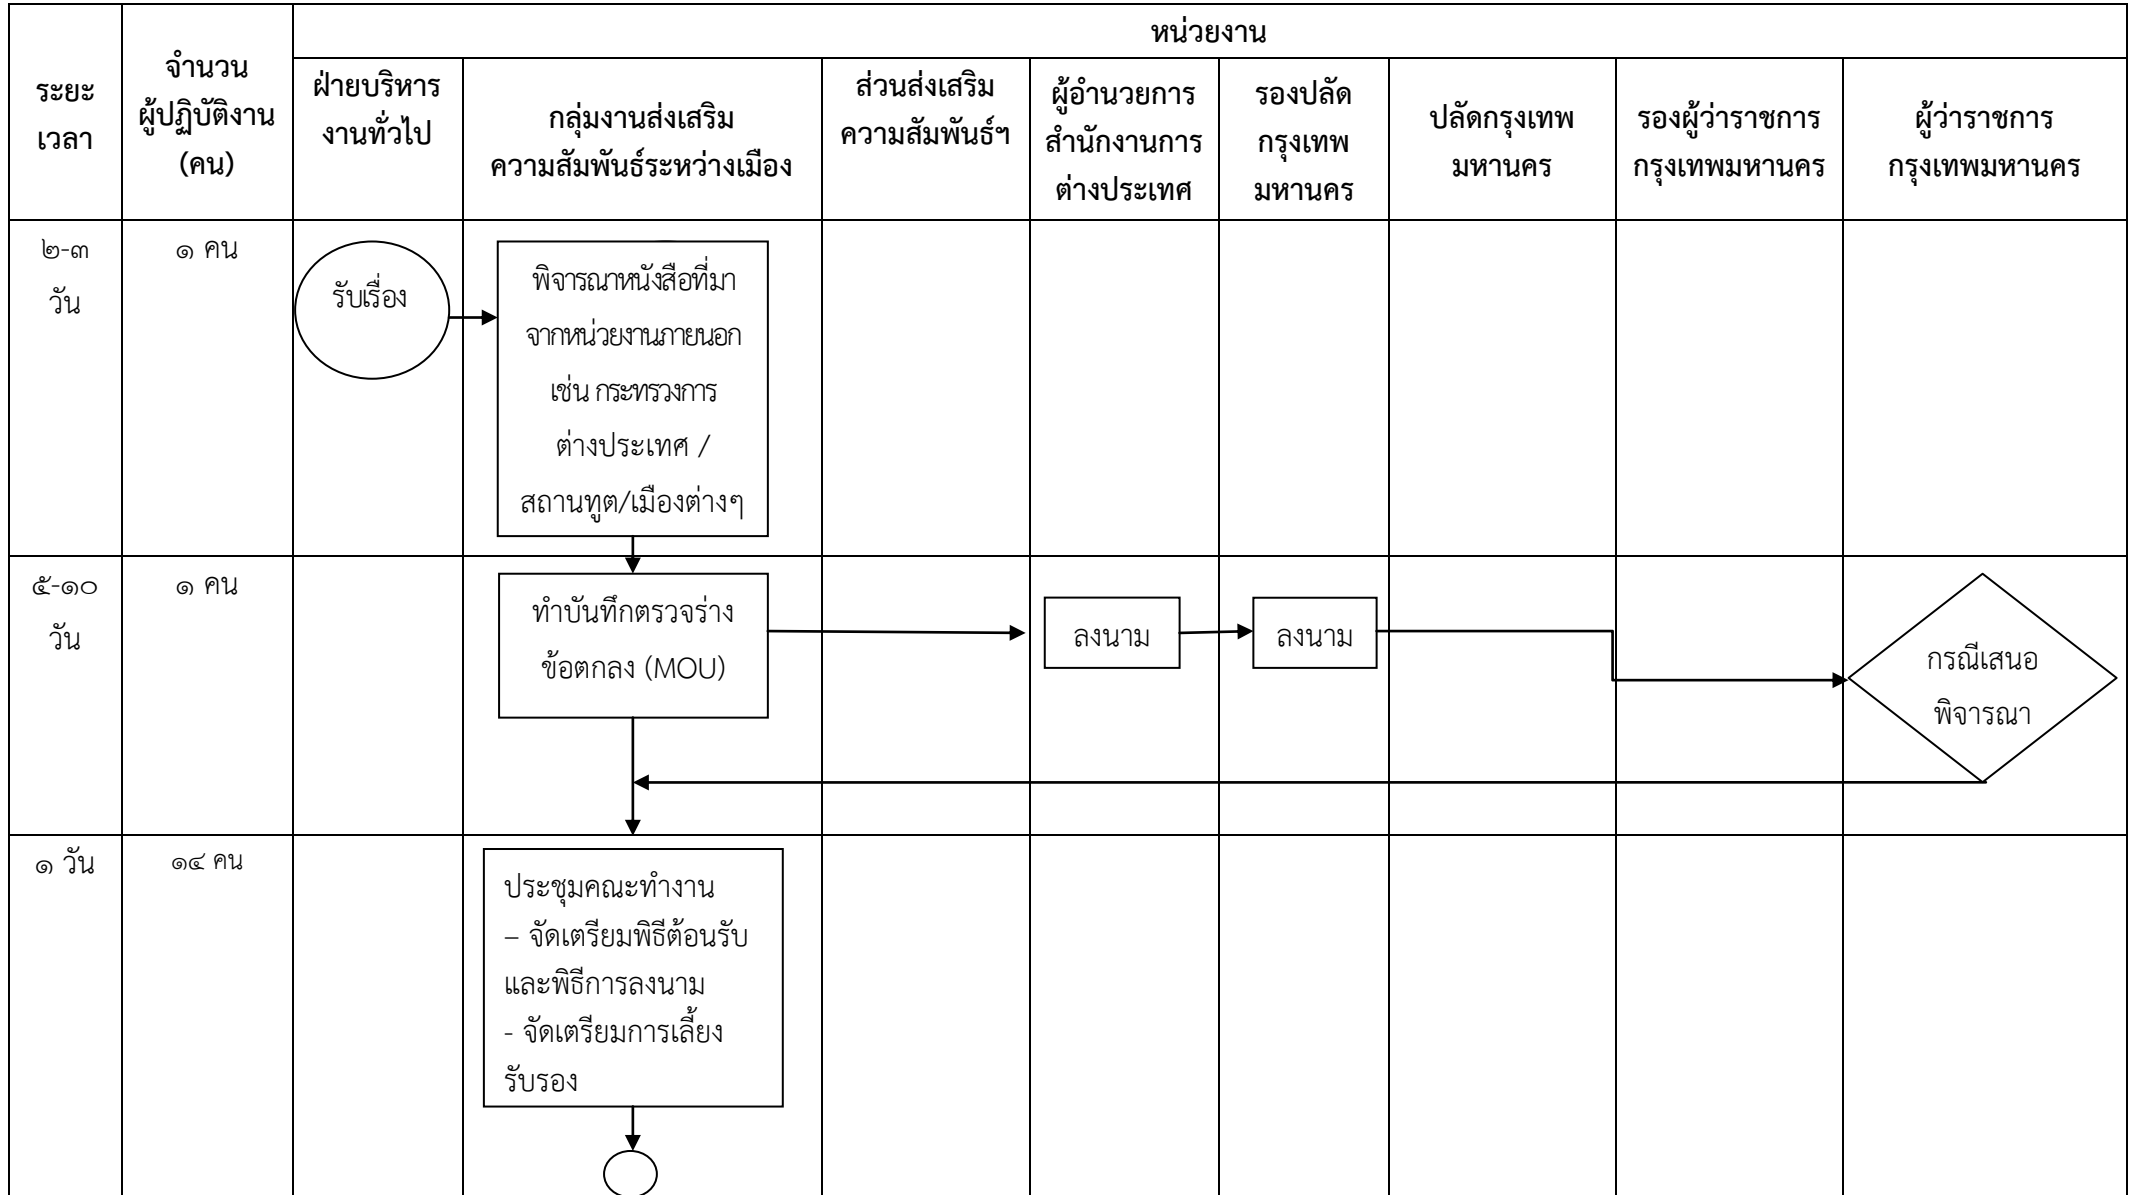 หน่วยงาน
ระยะ
เวลา
จำนวน
ผู้ปฏิบัติงาน
(คน)
ฝ่ายบริหาร
งานทั่วไป
กลุ่มงานส่งเสริม
ความสัมพันธ์ระหว่างเมือง
ส่วนส่งเสริม
ความสัมพันธ์ฯ
ผู้อำนวยการ
สำนักงานการ
ต่างประเทศ
รองปลัด
กรุงเทพ
มหานคร
ปลัดกรุงเทพ
มหานคร
รองผู้ว่าราชการ
กรุงเทพมหานคร
ผู้ว่าราชการ
กรุงเทพมหานคร
๒-๓
วัน
๑ คน
รับเรื่อง
พิจารณาหนังสือที่มา
จากหน่วยงานภายนอก
เช่น กระทรวงการ
ต่างประเทศ /
สถานทูต/เมืองต่างๆ
๕-๑๐
วัน
๑ คน
ทำบันทึกตรวจร่าง
ข้อตกลง (MOU)
ลงนาม
ลงนาม
กรณีเสนอ
พิจารณา
๑ วัน
๑๔ คน
ประชุมคณะทำงาน
– จัดเตรียมพิธีต้อนรับ
และพิธีการลงนาม
- จัดเตรียมการเลี้ยง
รับรอง